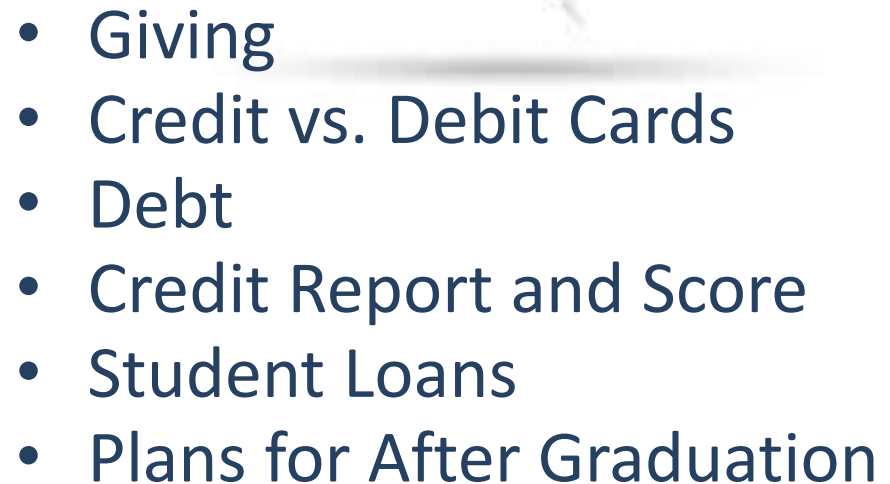 • Giving
• Credit vs. Debit Cards
• Debt
• Credit Report and Score
• Student Loans
• Plans for After Graduation